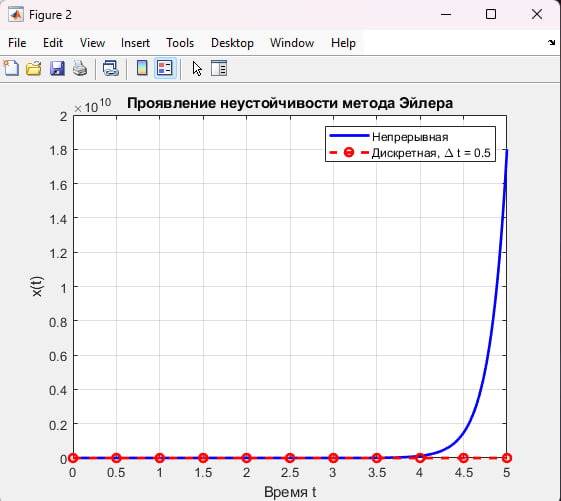 Figure 2
File Edit View Insert Tools Desktop Window Help
Проявление неустойчивости метода Эйлера
×10^10
2
1.8
1.6
1.4
1.2
1
0.8
0.6
0.4
0.2
0
x(t)
Непрерывная
Дискретная, Δ t = 0.5
0 0.5 1 1.5 2 2.5 3 3.5 4 4.5 5
Время t